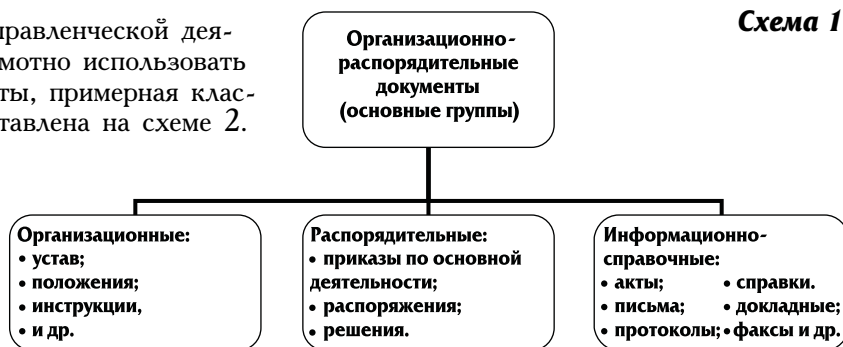 правленческой дея-
мотно использовать
ты, примерная клас-
тавлена на схеме 2.
Схема 1
Организационно-
распорядительные
документы
(основные группы)
Организационные:
• устав;
• положения;
• инструкции,
• и др.
Распорядительные:
• приказы по основной
деятельности;
• распоряжения;
• решения.
Информационно-
справочные:
• акты; • справки.
• письма; • докладные;
• протоколы; • факсы и др.